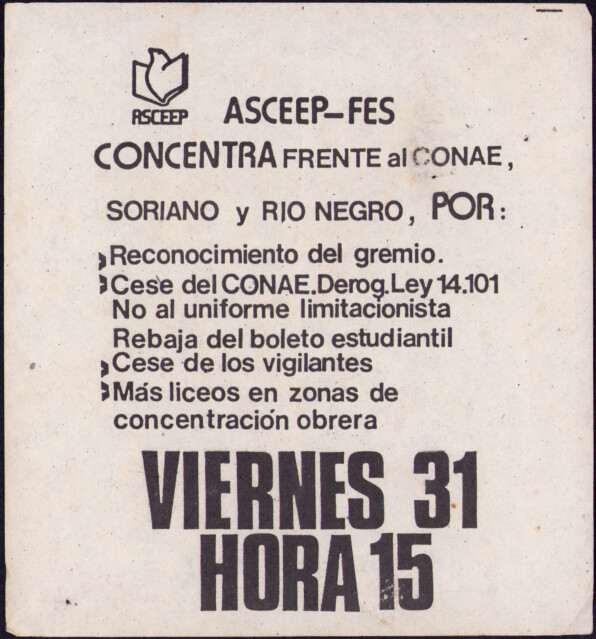 ASCEEP
ASCEEP-FES
CONCENTRA FRENTE al CONAE,
SORIANO y RIO NEGRO, POR:
Reconocimiento del gremio.
Cese del CONAE.Derog.Ley 14.101
No al uniforme limitacionista
Rebaja del boleto estudiantil
Cese de los vigilantes
Más liceos en zonas de
concentración obrera
VIERNES 31
HORA 15